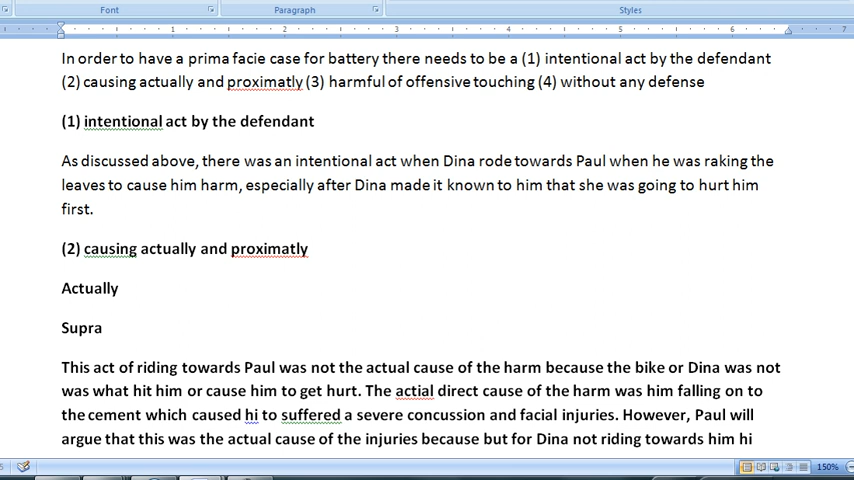 Font Paragraph Styles
1 2 3 4 5 6 7
In order to have a prima facie case for battery there needs to be a (1) intentional act by the defendant
(2) causing actually and proximatly (3) harmful of offensive touching (4) without any defense
(1) intentional act by the defendant
As discussed above, there was an intentional act when Dina rode towards Paul when he was raking the
leaves to cause him harm, especially after Dina made it known to him that she was going to hurt him
first.
(2) causing actually and proximatly
Actually
Supra
This act of riding towards Paul was not the actual cause of the harm because the bike or Dina was not
was what hit him or cause him to get hurt. The actial direct cause of the harm was him falling on to
the cement which caused hi to suffered a severe concussion and facial injuries. However, Paul will
argue that this was the actual cause of the injuries because but for Dina not riding towards him hi
150%